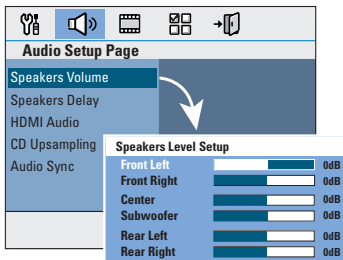 Audio Setup Page
Speakers Volume
Speakers Delay
HDMI Audio
CD Upsampling
Audio Sync
Speakers Level Setup
Front Left 0dB
Front Right 0dB
Center 0dB
Subwoofer 0dB
Rear Left 0dB
Rear Right 0dB